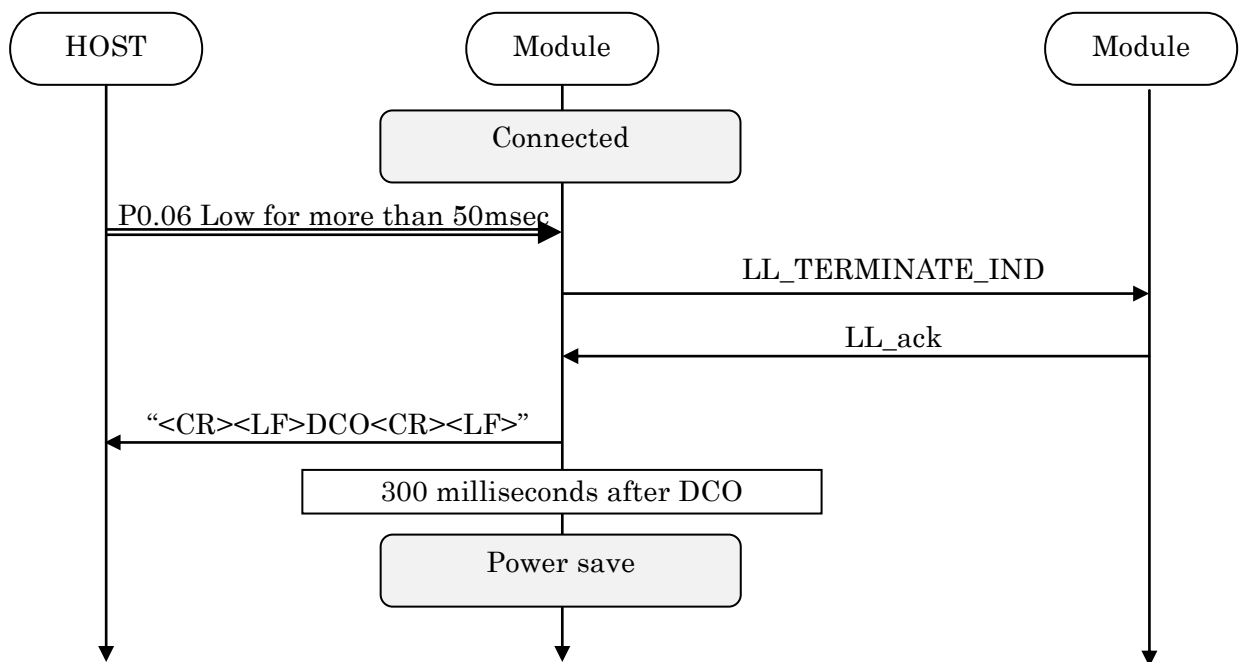 HOST
Module
Module
Connected
P0.06 Low for more than 50msec
LL_TERMINATE_IND
LL_ack
“<CR><LF>DCO<CR><LF>”
300 milliseconds after DCO
Power save